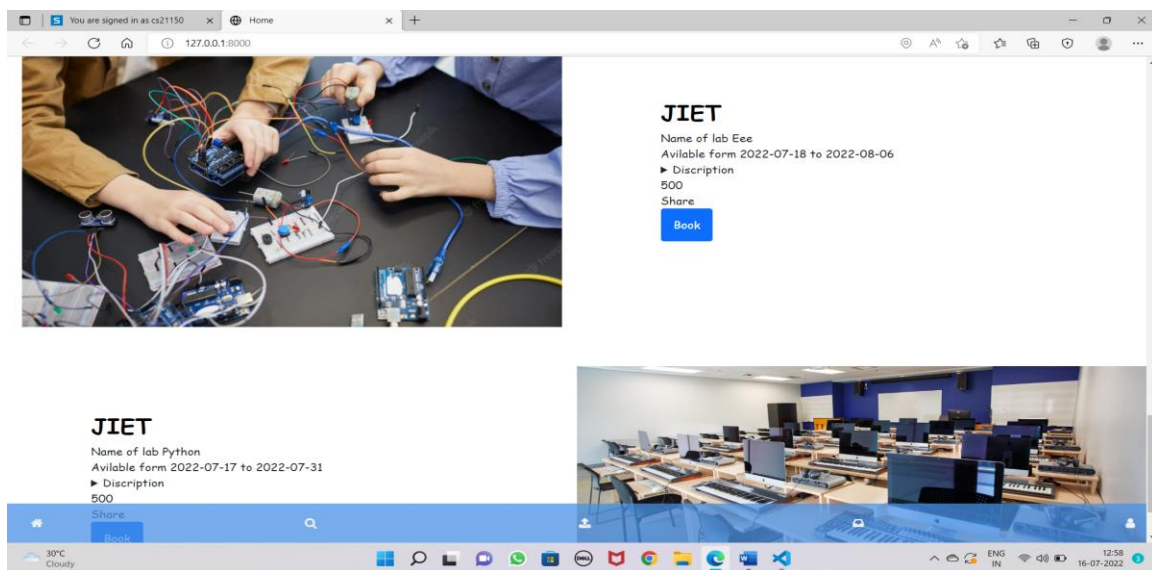 You are signed in as cs21150
Home
127.0.0.1:8000
JIET
Name of lab Eee
Avilable form 2022-07-18 to 2022-08-06
▶ Discription
500
Share
Book
JIET
Name of lab Python
Avilable form 2022-07-17 to 2022-07-31
▶ Discription
500
Share
Book
30°C
Cloudy
DELL
ENG
IN
12:58
16-07-2022
3